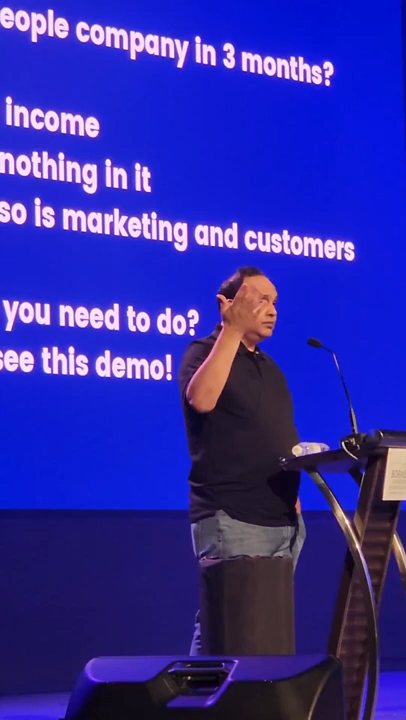 eople company in 3 months?
income
nothing in it
so is marketing and customers
you need to do?
see this demo!